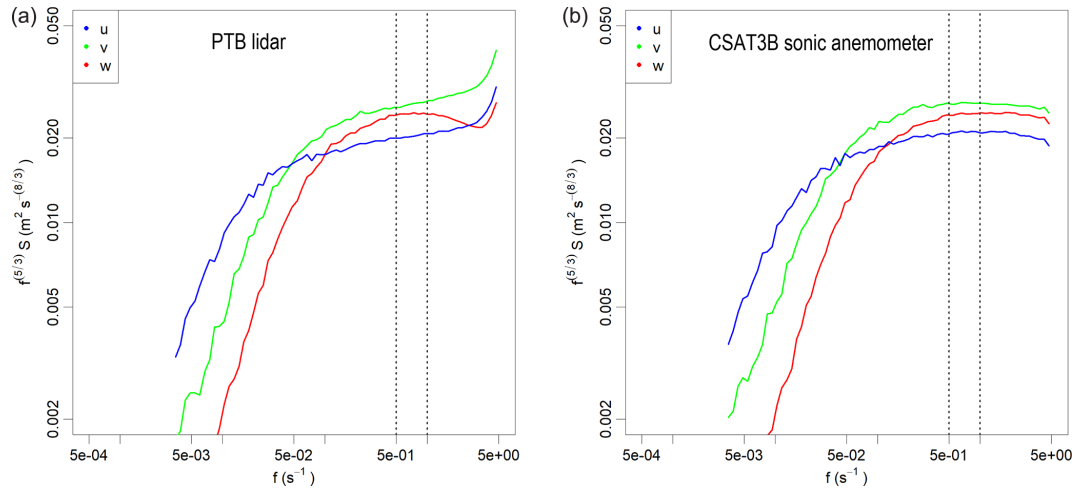 (a)
PTB lidar
u
v
w
0.050
0.020
0.010
0.005
0.002
f^(5/3) S (m² s^−(8/3))
5e-04 5e-03 5e-02 5e-01 5e+00
f (s⁻¹)
(b)
CSAT3B sonic anemometer
u
v
w
0.050
0.020
0.010
0.005
0.002
f^(5/3) S (m² s^−(8/3))
5e-04 5e-03 5e-02 5e-01 5e+00
f (s⁻¹)